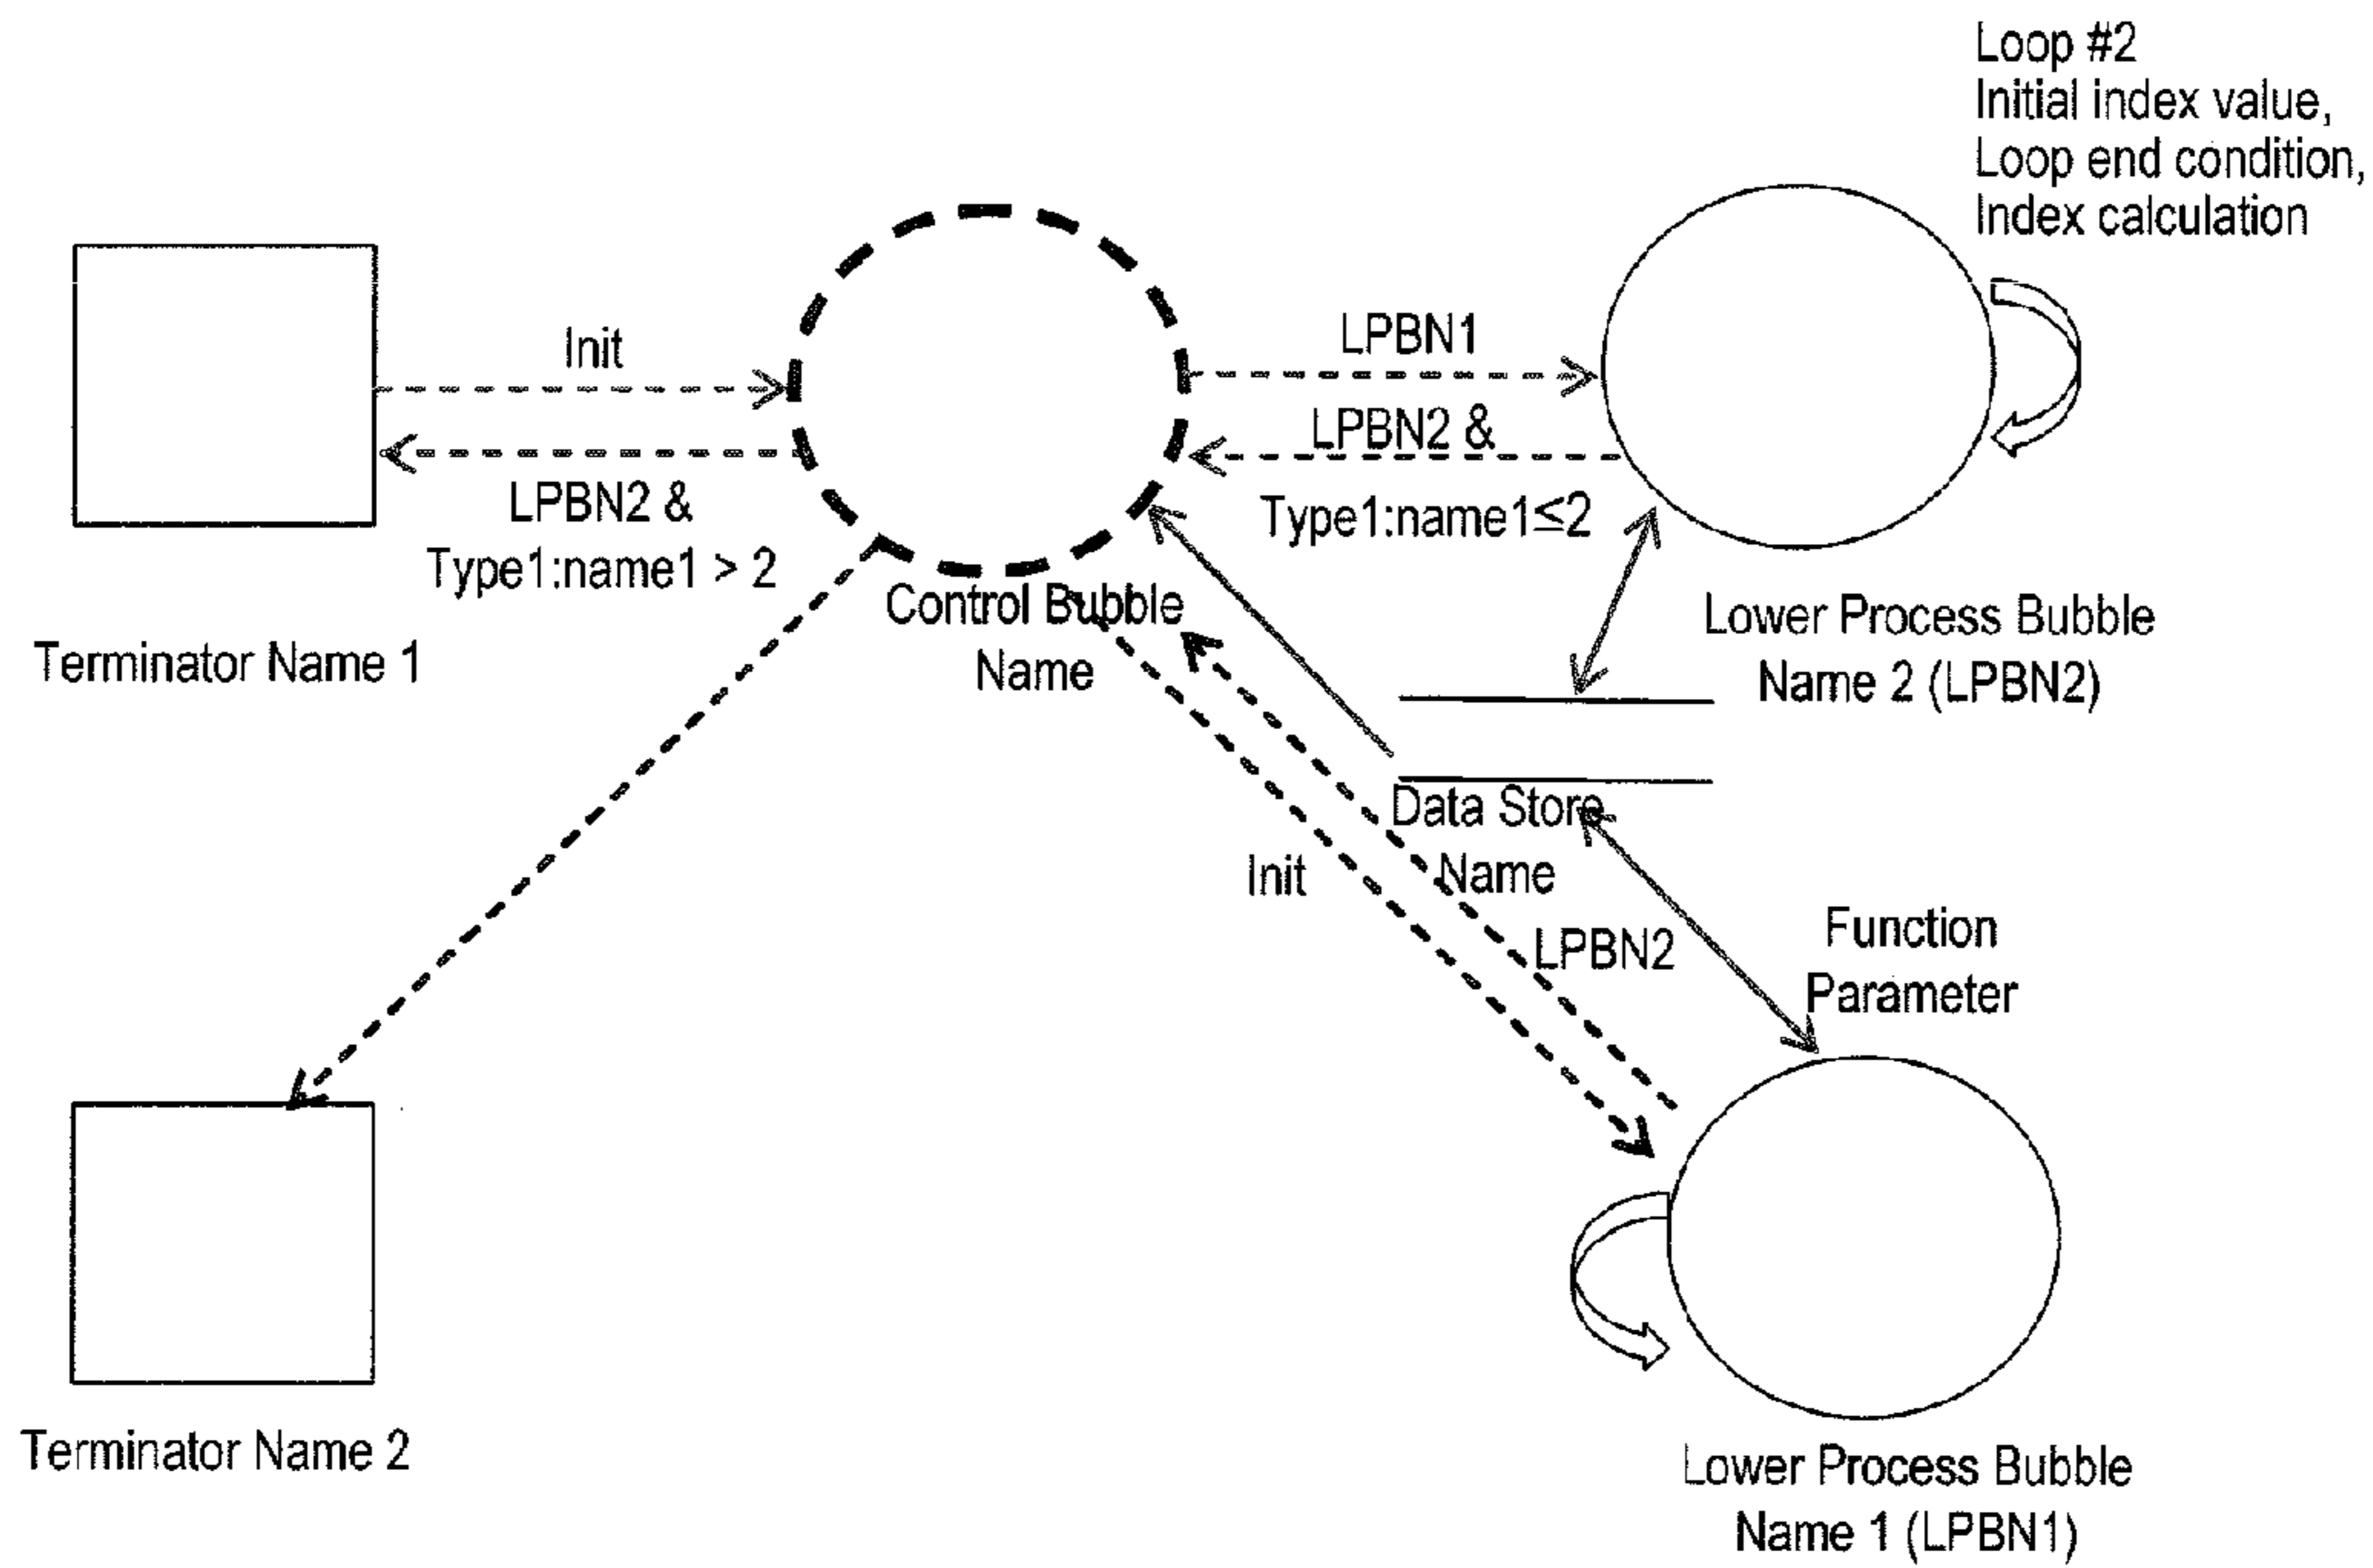 Loop #2
Initial index value,
Loop end condition,
Index calculation
Init
LPBN1
LPBN2 &
Type1:name1≤2
LPBN2 &
Type1:name1 > 2
Control Bubble
Name
Terminator Name 1
Lower Process Bubble
Name 2 (LPBN2)
Data Store
Name
Init
LPBN2
Function
Parameter
Terminator Name 2
Lower Process Bubble
Name 1 (LPBN1)